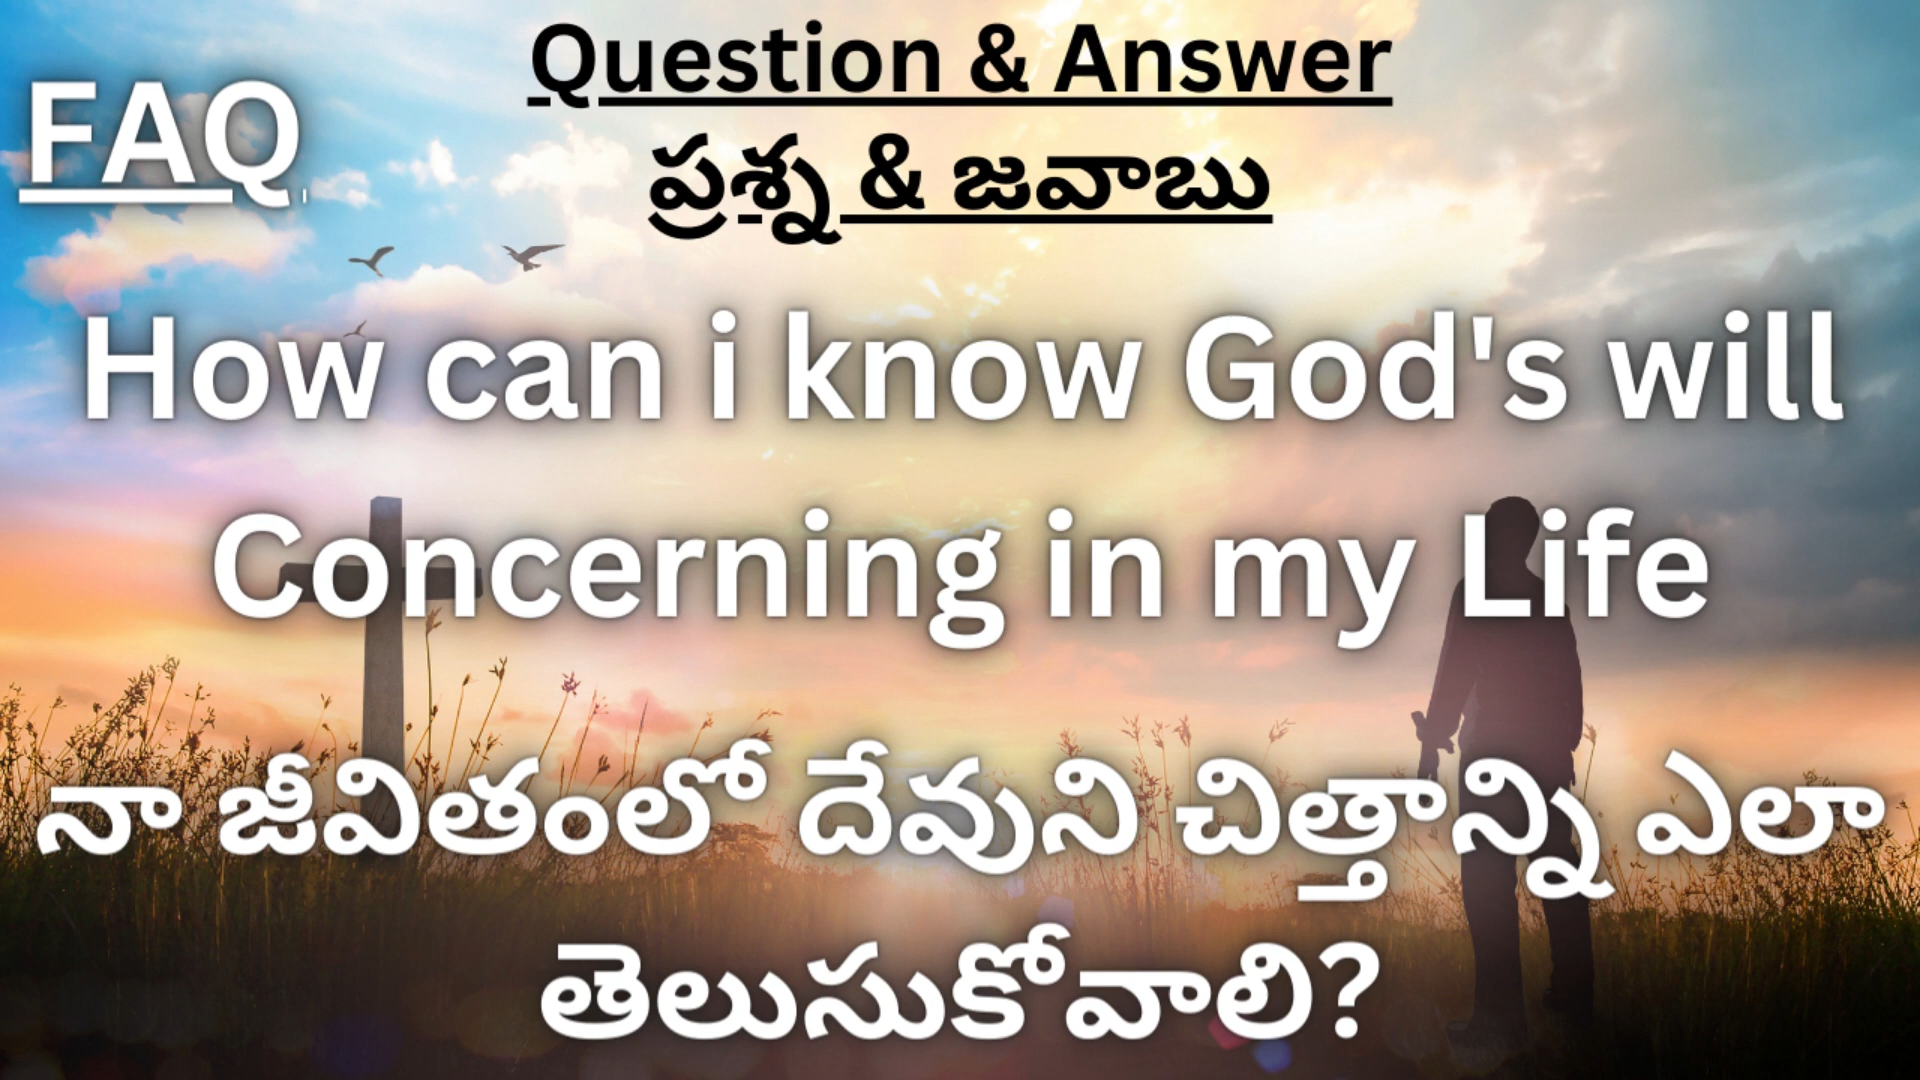 Question & Answer
FAQ
ప్రశ్న & జవాబు
How can i know God's will
Concerning in my Life
నా జీవితంలో దేవుని చిత్తాన్ని ఎలా
తెలుసుకోవాలి?